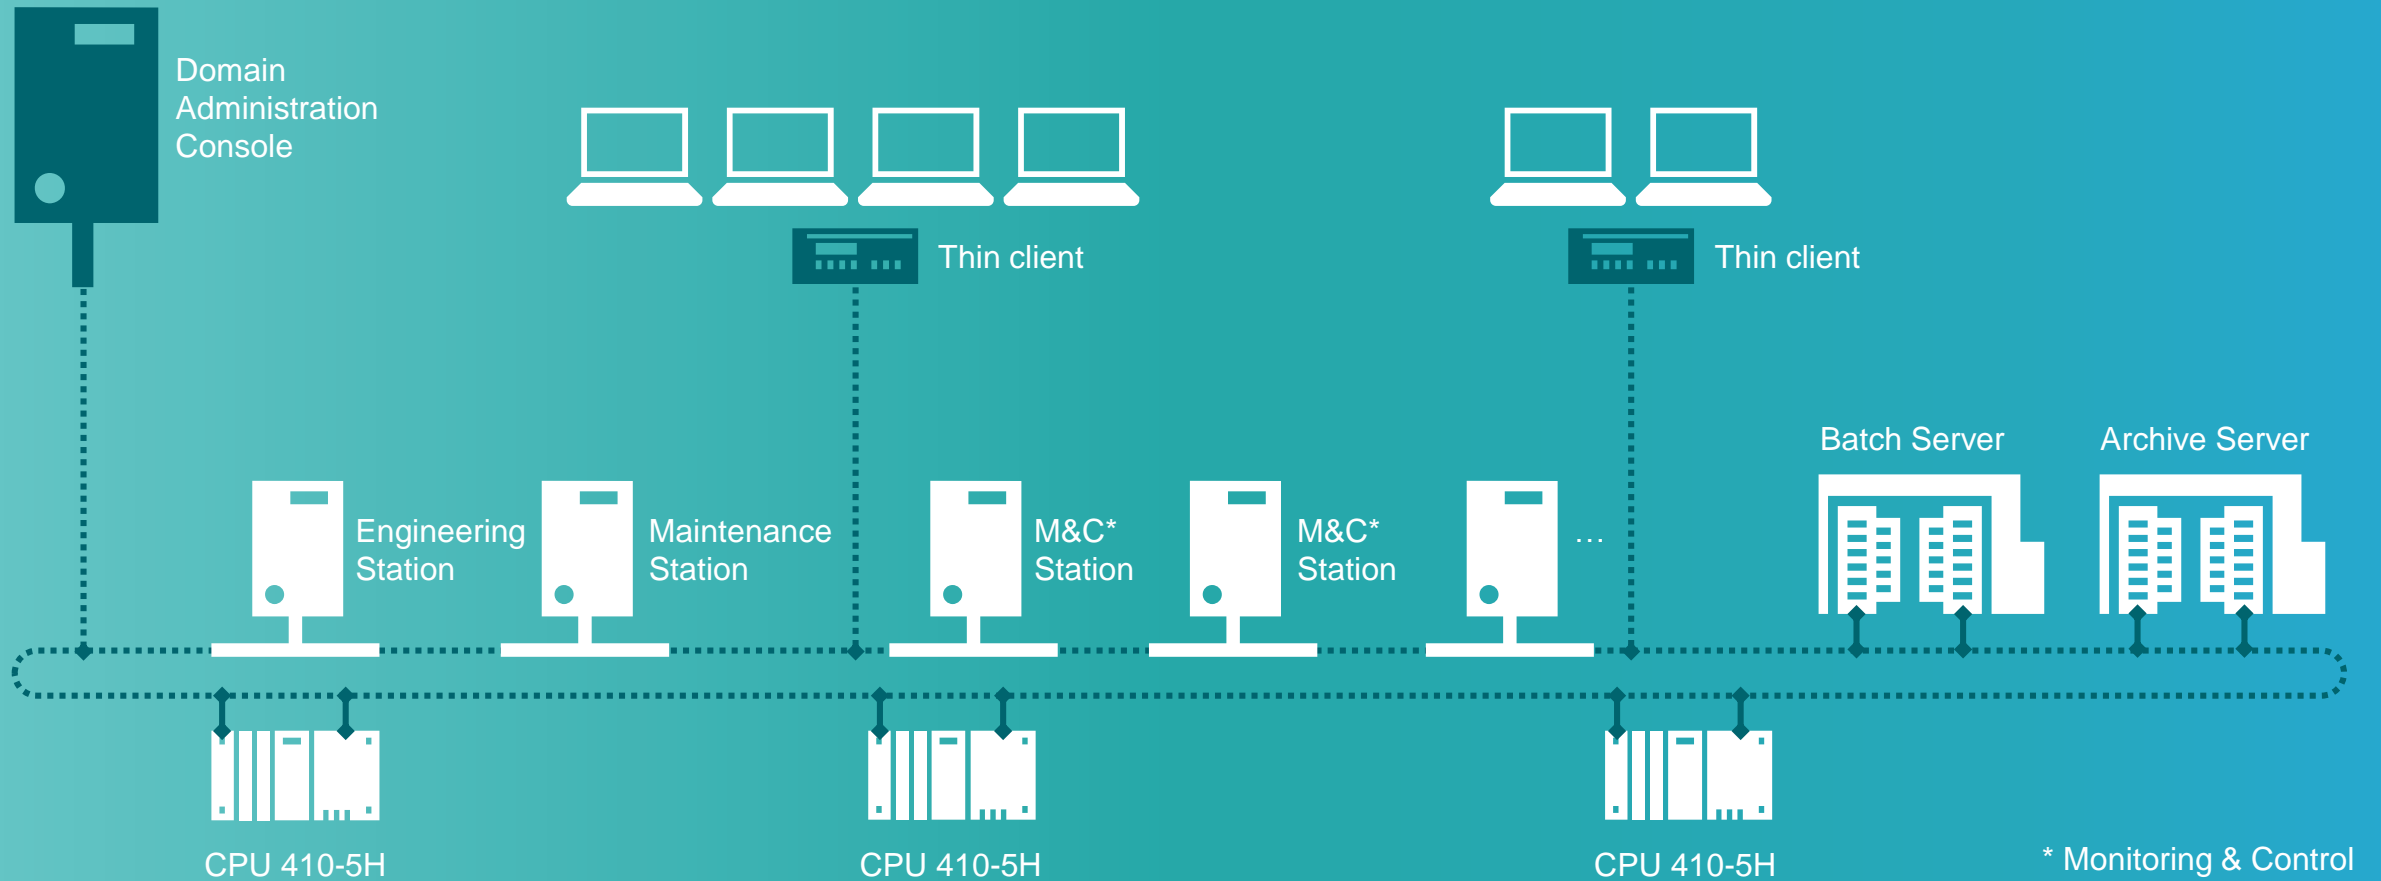 Domain
Administration
Console
Thin client
Thin client
Batch Server
Archive Server
Engineering
Station
Maintenance
Station
M&C*
Station
M&C*
Station
…
CPU 410-5H
CPU 410-5H
CPU 410-5H
* Monitoring & Control